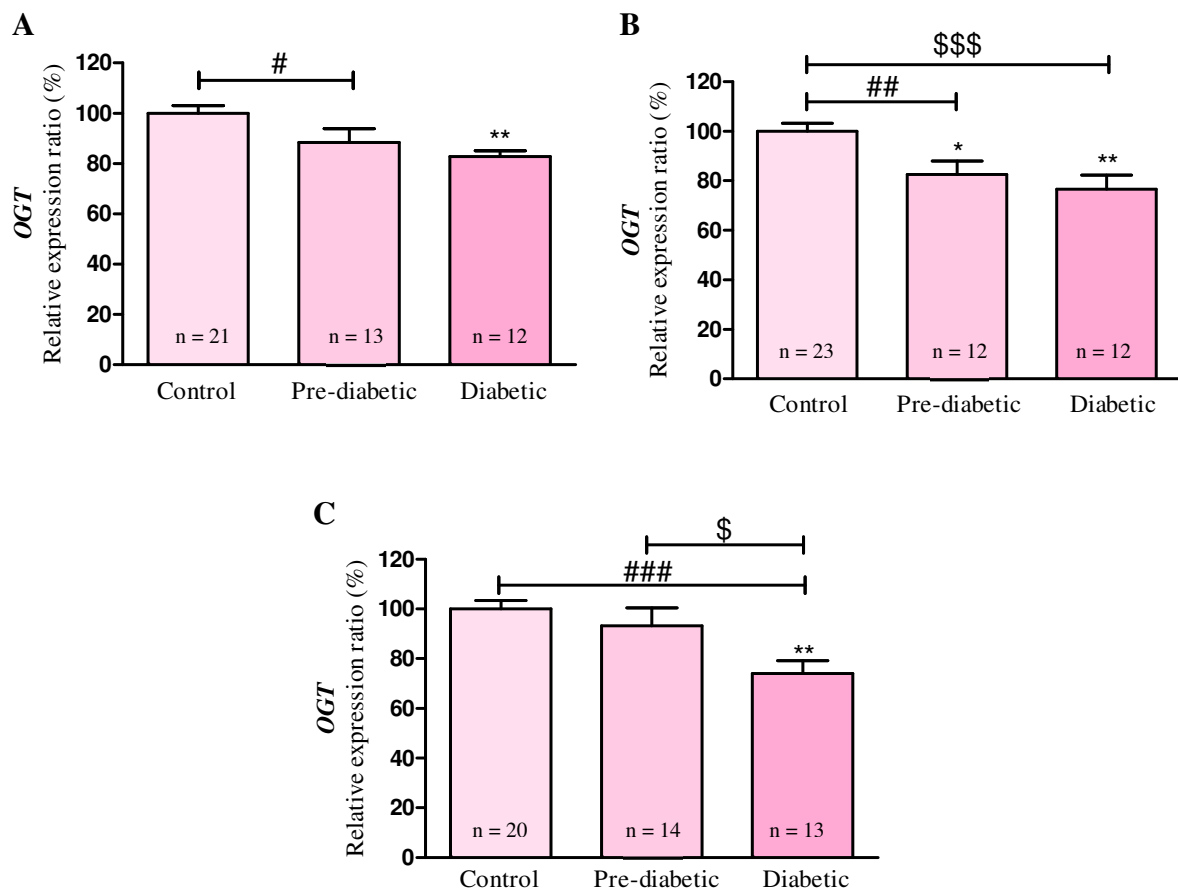 A
OGT
Relative expression ratio (%)
120
100
80
60
40
20
0
#
**
n = 21
n = 13
n = 12
Control
Pre-diabetic
Diabetic
B
OGT
Relative expression ratio (%)
120
100
80
60
40
20
0
$$$
##
*
**
n = 23
n = 12
n = 12
Control
Pre-diabetic
Diabetic
C
OGT
Relative expression ratio (%)
120
100
80
60
40
20
0
$
###
**
n = 20
n = 14
n = 13
Control
Pre-diabetic
Diabetic